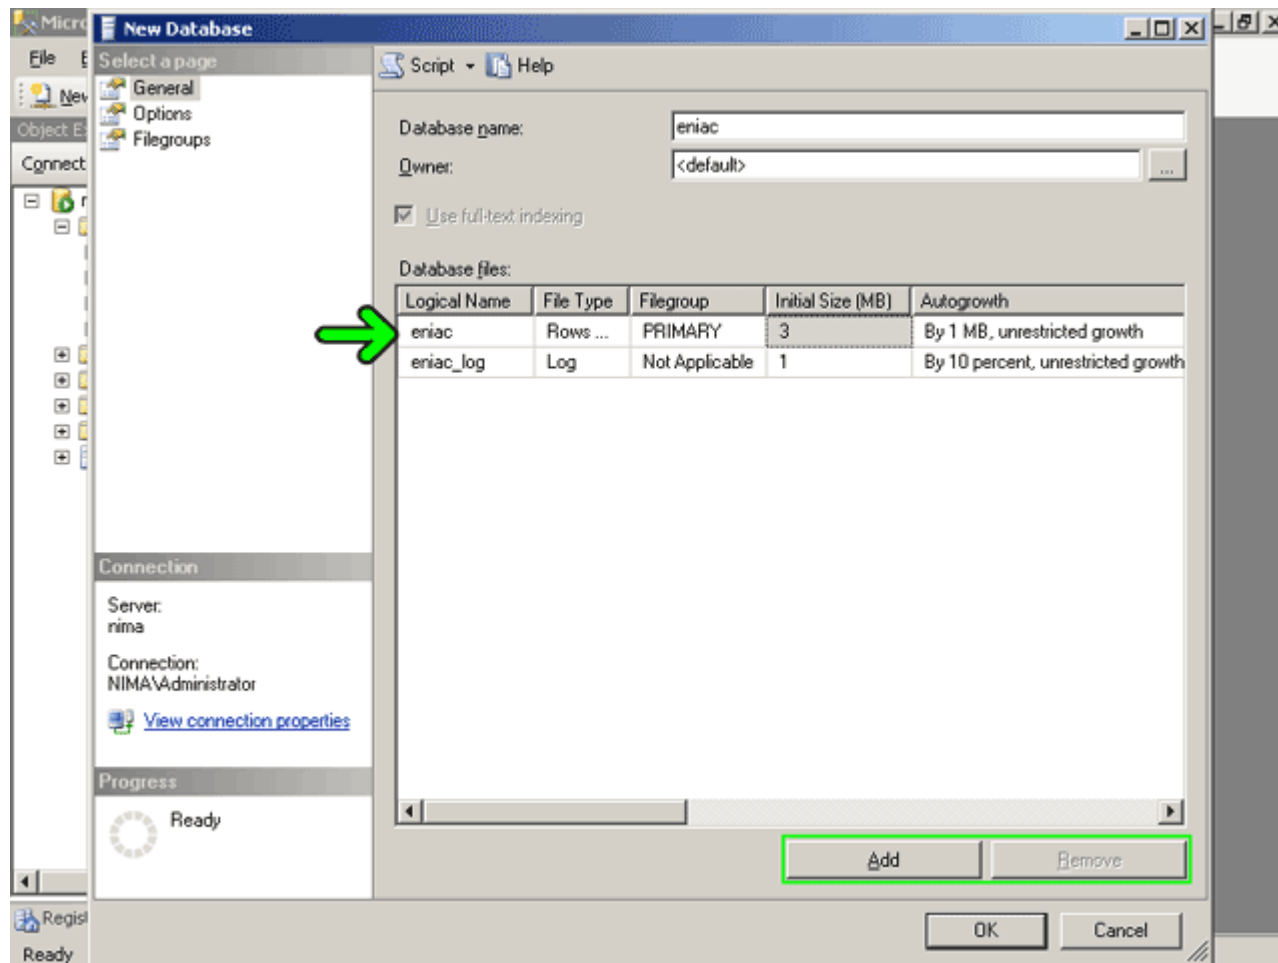 New Database
File
Object
Connect
Select a page
General
Options
Filegroups
Script Help
Database name: eniac
Owner: <default> ...
Use full-text indexing
Database files:
Logical Name File Type Filegroup Initial Size (MB) Autogrowth
eniac Rows ... PRIMARY 3 By 1 MB, unrestricted growth
eniac_log Log Not Applicable 1 By 10 percent, unrestricted growth
Connection
Server:
nima
Connection:
NIMA\Administrator
View connection properties
Progress
Ready
Add Remove
OK Cancel
Ready